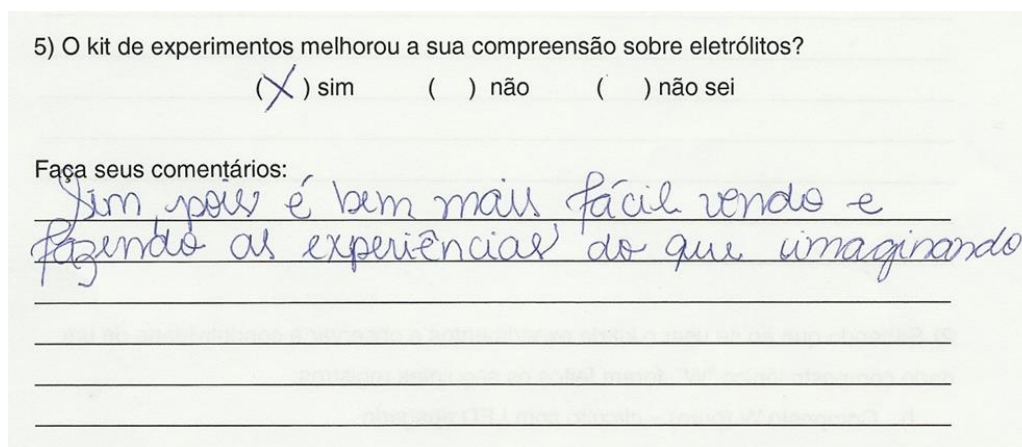 5) O kit de experimentos melhorou a sua compreensão sobre eletrólitos?
(X) sim ( ) não ( ) não sei
Faça seus comentários:
Sim, pois é bem mais fácil vendo e
fazendo as experiências do que imaginando